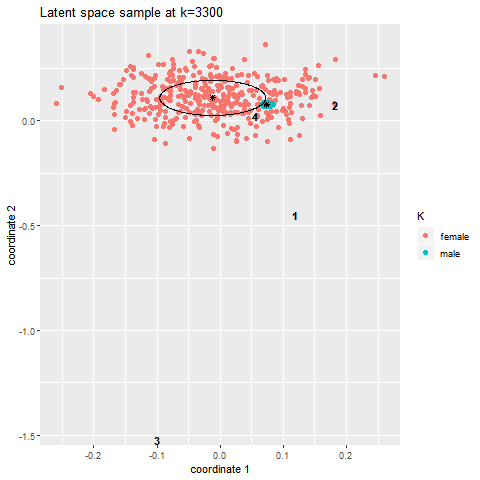 Latent space sample at k=3300
coordinate 2
0.0
-0.5
-1.0
-1.5
2
4
1
3
-0.2
-0.1
0.0
0.1
0.2
coordinate 1
K
female
male